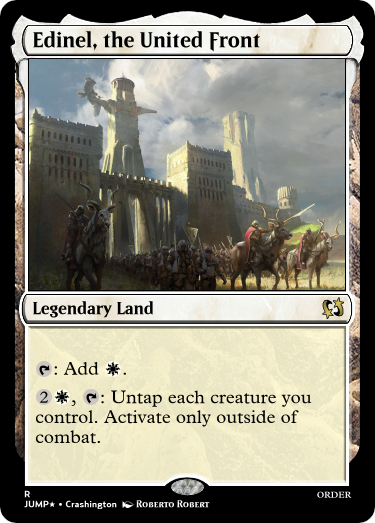 Edinel, the United Front
Legendary Land
: Add .
2 , : Untap each creature you
control. Activate only outside of
combat.
R
ORDER
JUMP★ • Crashington Roberto Robert